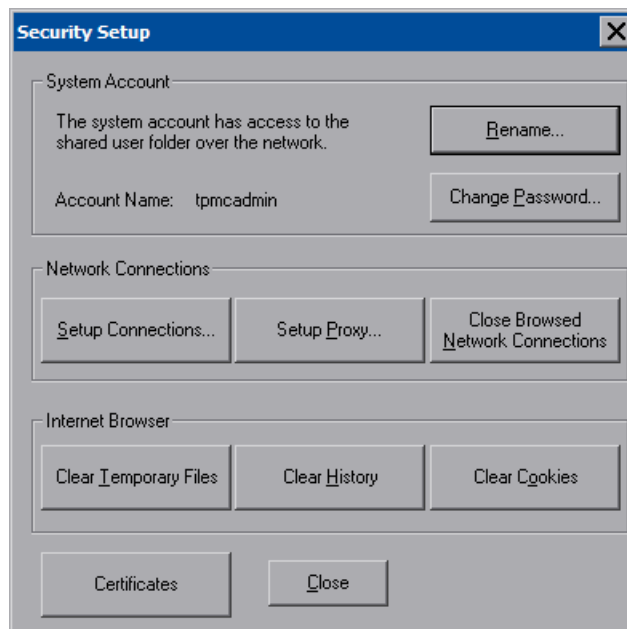 Security Setup
System Account
The system account has access to the
shared user folder over the network.
Rename...
Account Name: tpmcadmin
Change Password...
Network Connections
Setup Connections...
Setup Proxy...
Close Browsed
Network Connections
Internet Browser
Clear Temporary Files
Clear History
Clear Cookies
Certificates
Close